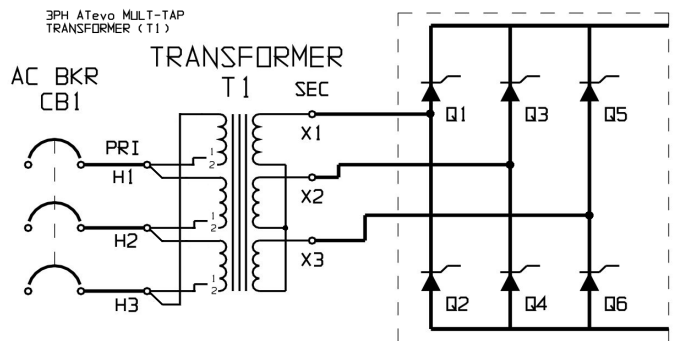 3PH ATevo MULT-TAP
TRANSFORMER (T1)
TRANSFORMER
T1
AC BKR
CB1
SEC
PRI
H1
H2
H3
1
2
1
2
1
2
X1
X2
X3
Q1
Q3
Q5
Q2
Q4
Q6